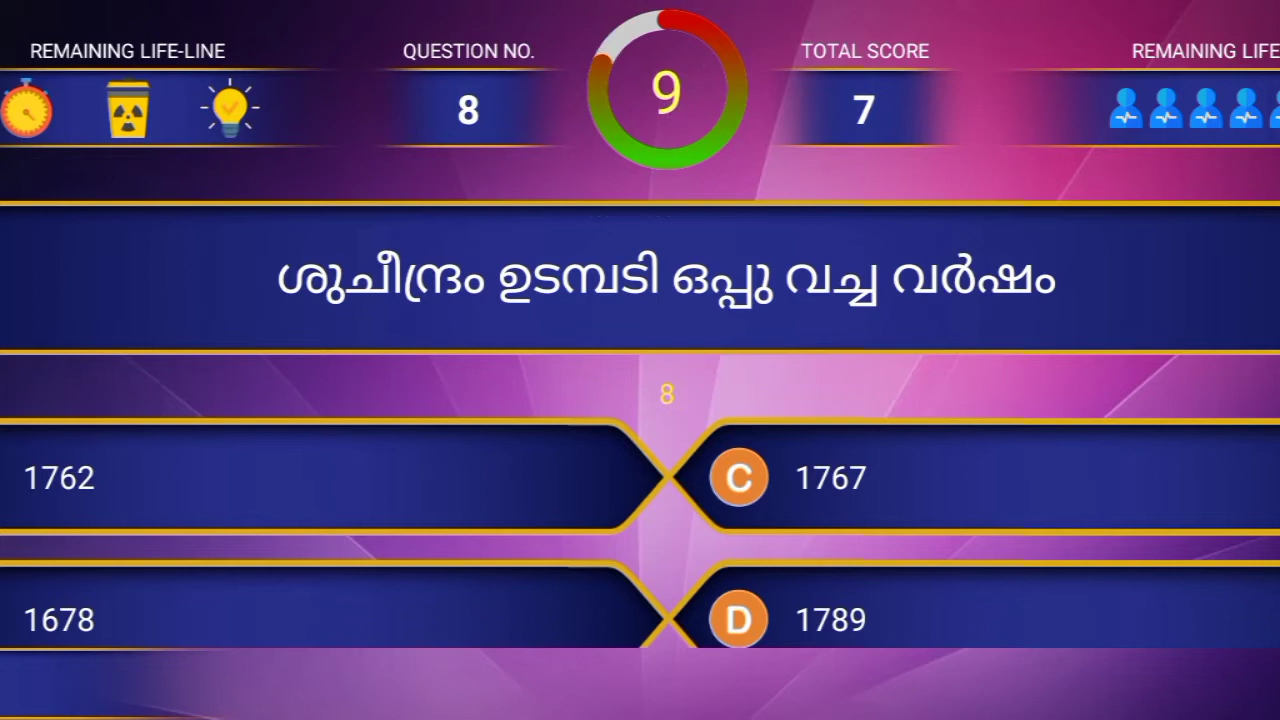 REMAINING LIFE-LINE
QUESTION NO.
9
TOTAL SCORE
REMAINING LIFE
8
7
ശുചീന്ദ്രം ഉടമ്പടി ഒപ്പു വച്ച വർഷം
8
1762
C 1767
1678
D 1789